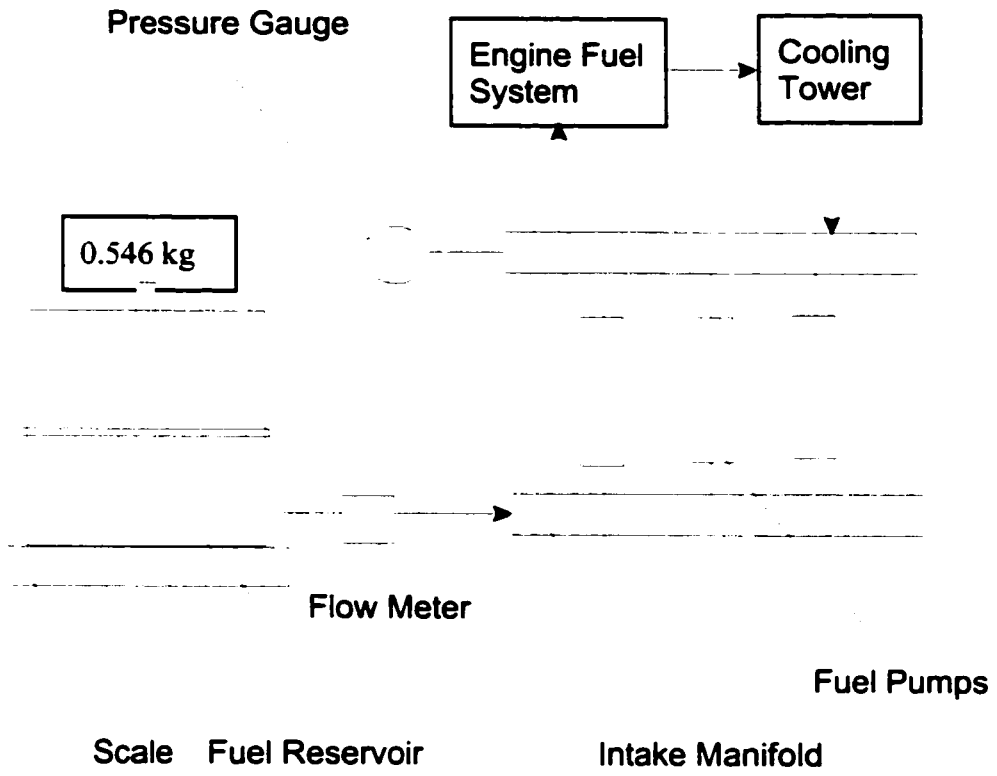 Pressure Gauge
Engine Fuel
System
Cooling
Tower
0.546 kg
Flow Meter
Fuel Pumps
Scale Fuel Reservoir
Intake Manifold